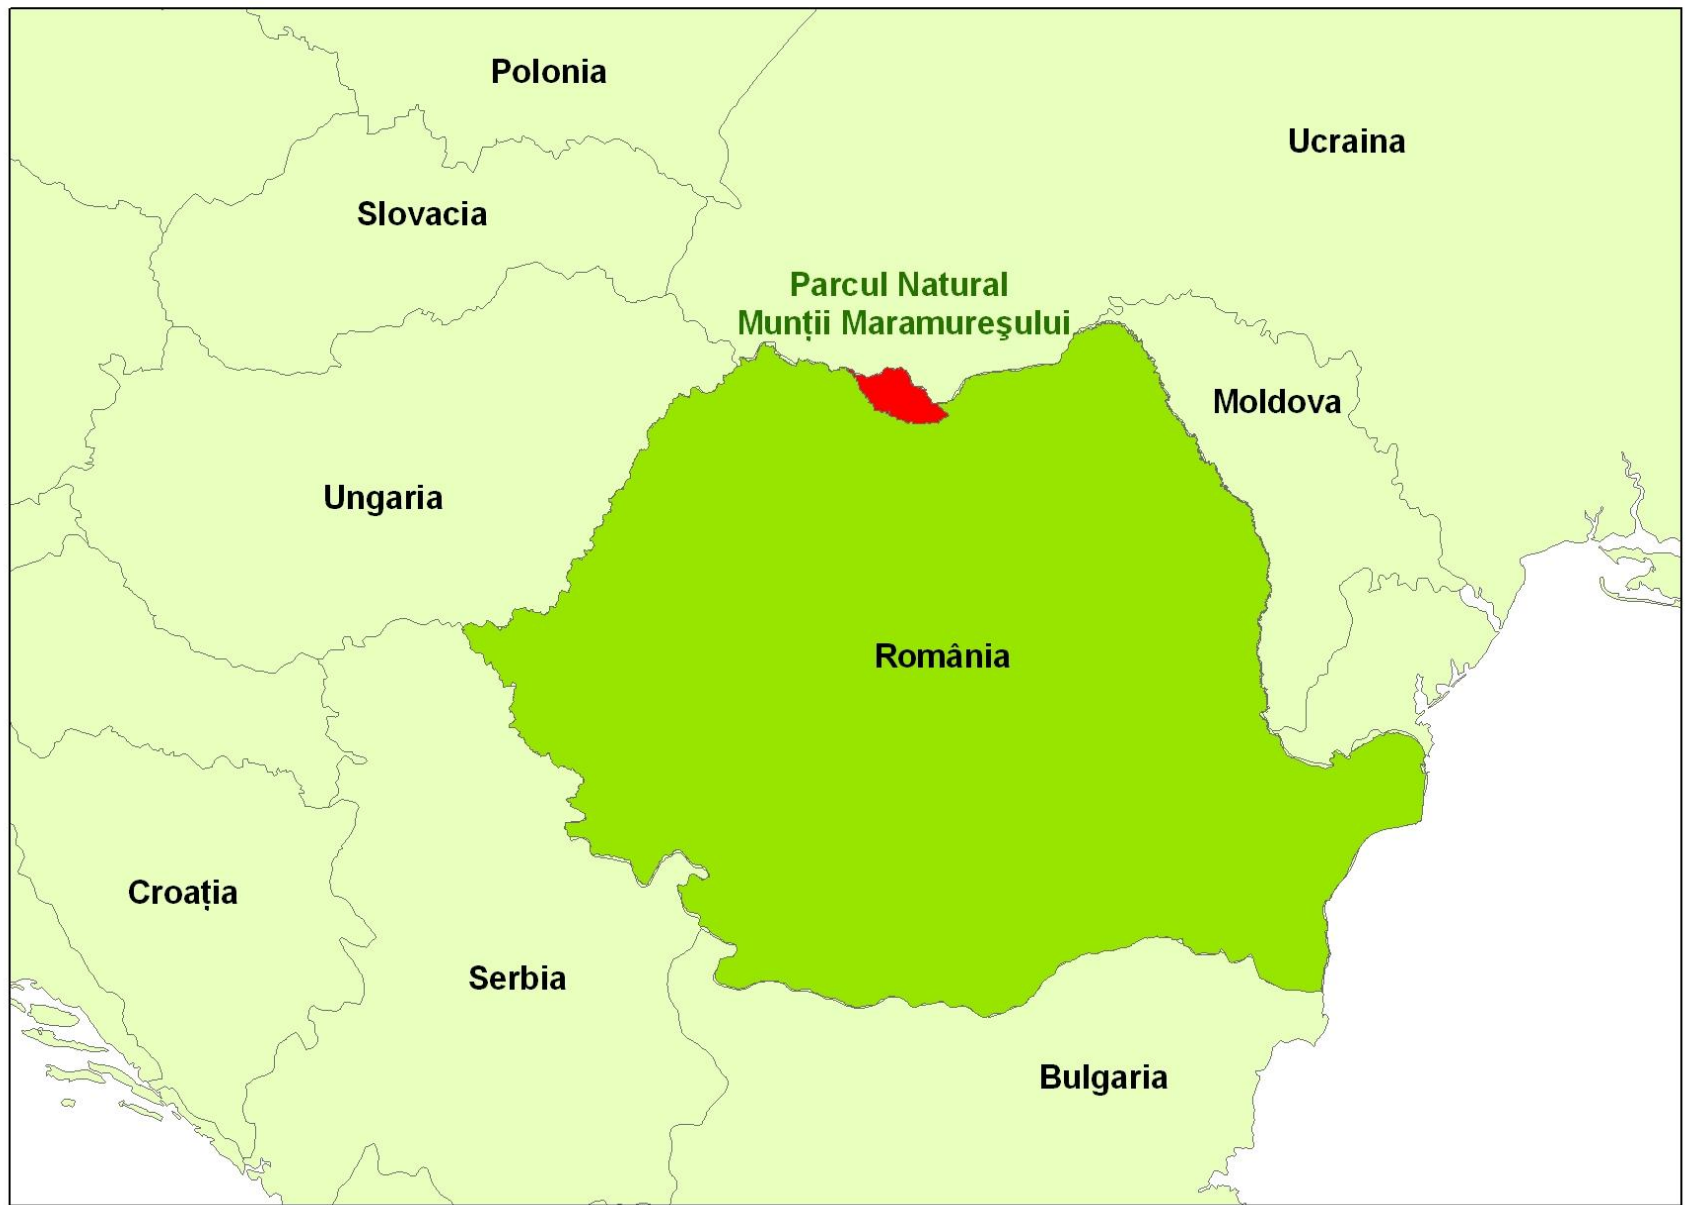 Polonia
Ucraina
Slovacia
Parcul Natural
Munții Maramureşului
Moldova
Ungaria
România
Croația
Serbia
Bulgaria